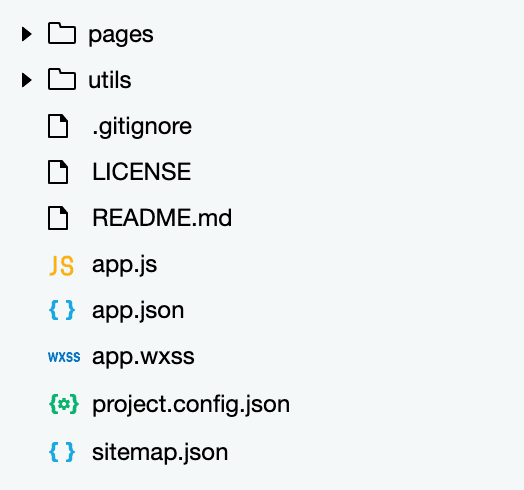 pages
utils
.gitignore
LICENSE
README.md
JS app.js
{ } app.json
wxss app.wxss
{ } project.config.json
{ } sitemap.json